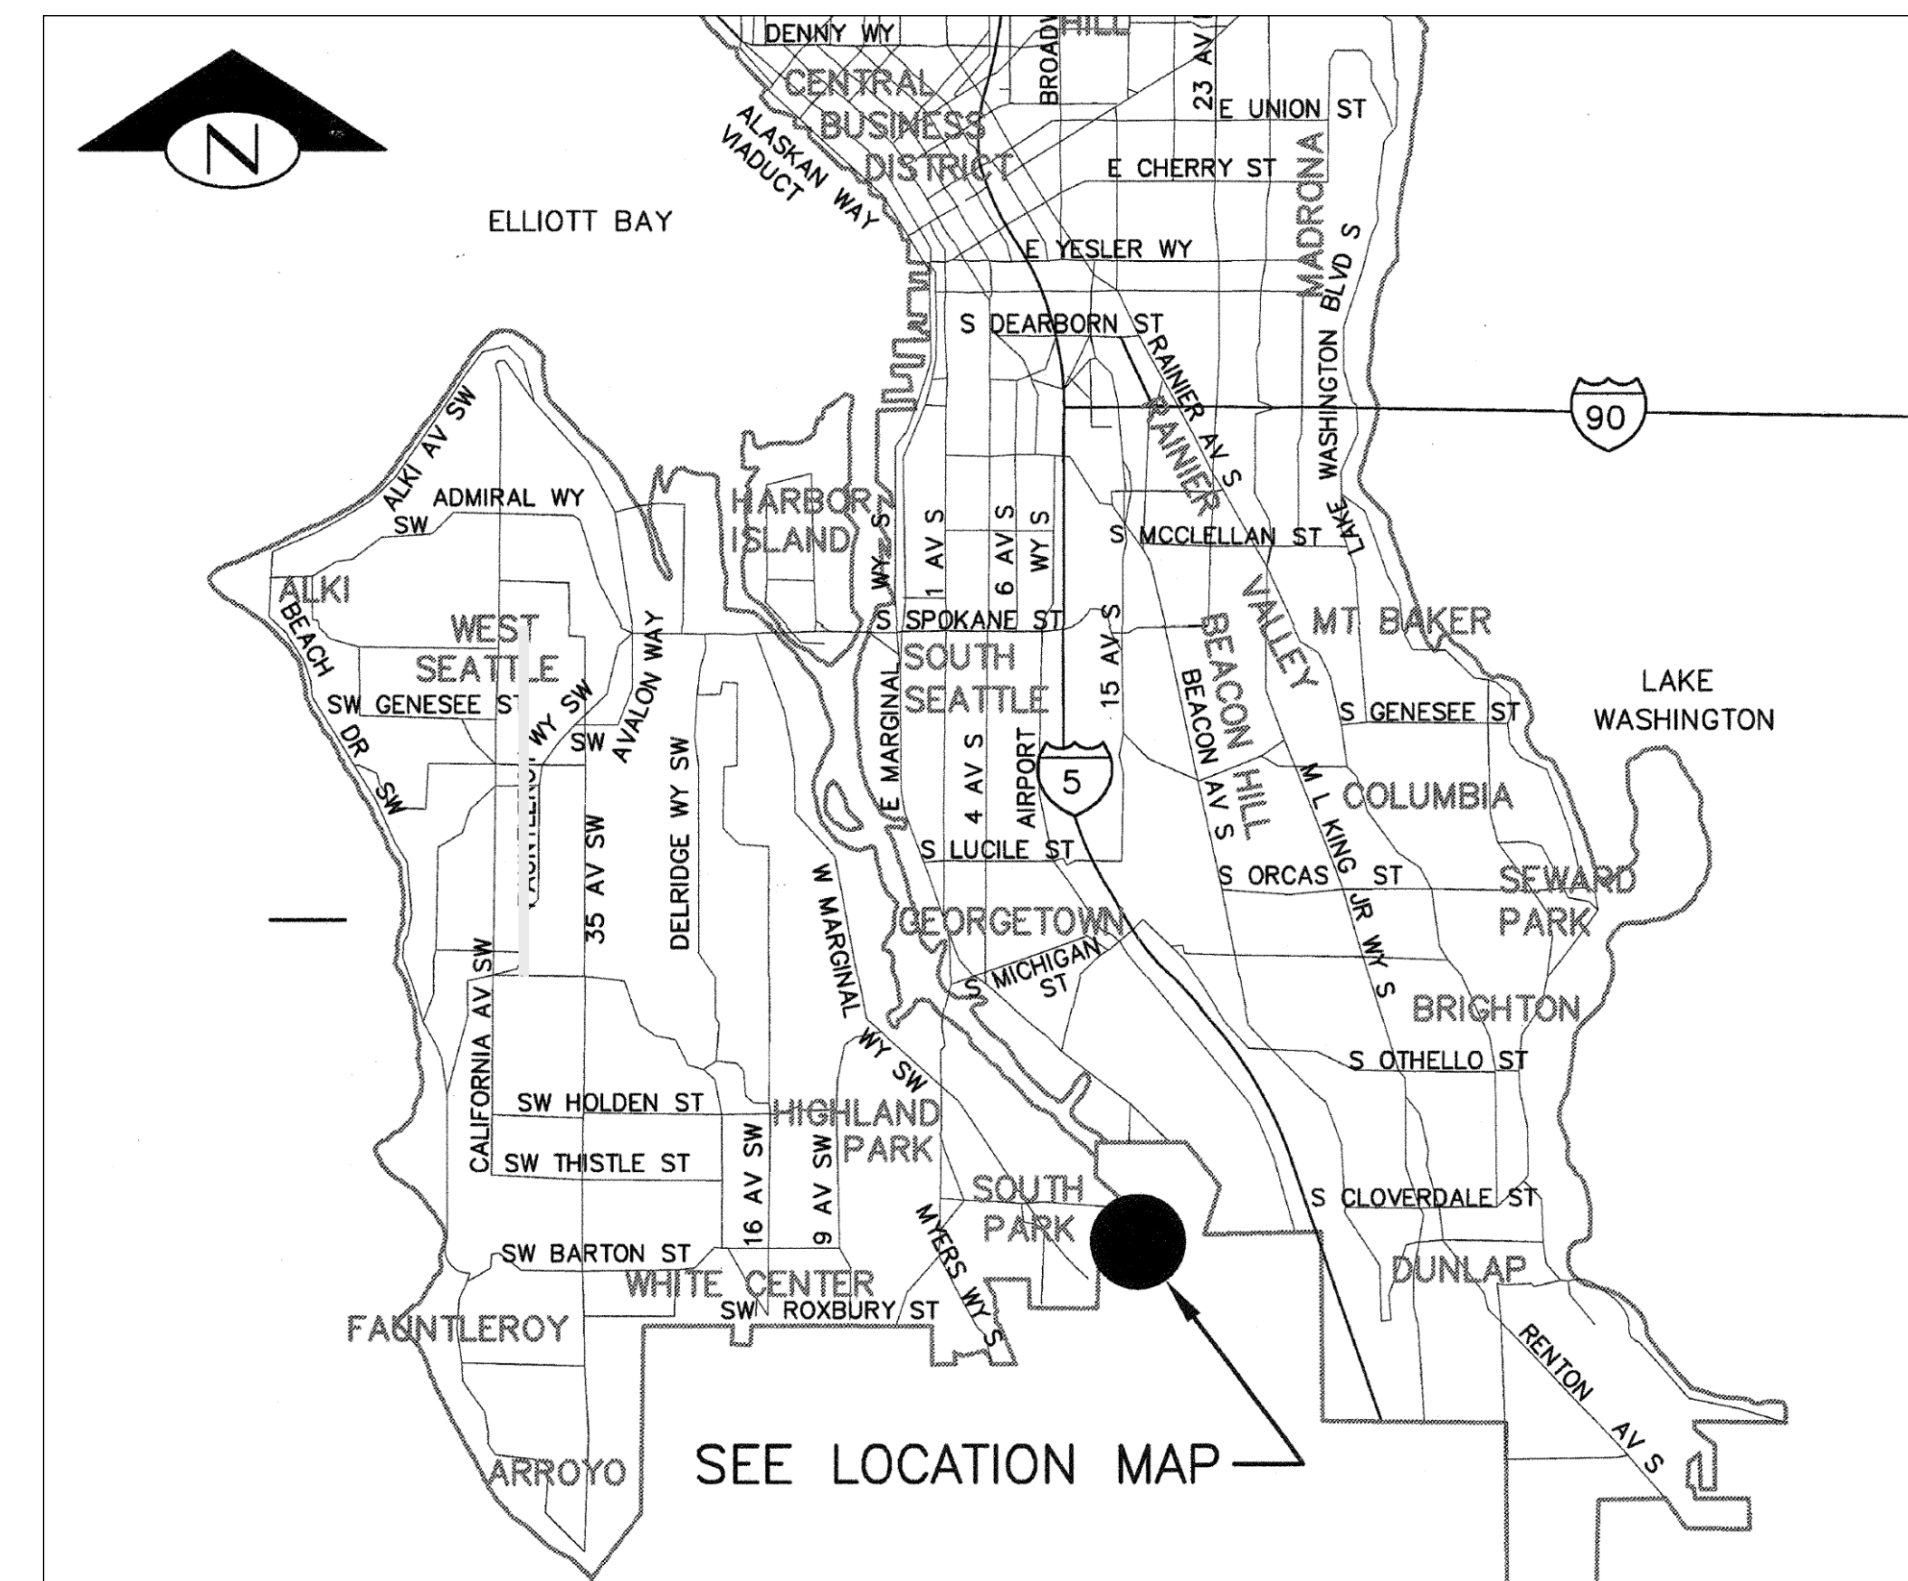 DENNY WY
HILL
CENTRAL
BUSINESS
DISTRICT
ALASKAN WAY
VIADUCT
23 AV
E UNION ST
E CHERRY ST
MADRONA
N
ELLIOTT BAY
E YESLER WY
S DEARBORN ST
RAINIER AV S
LAKE WASHINGTON BLVD S
90
ALKI AV SW
SW ADMIRAL WY
HARBOR
ISLAND
RAINIER
VALLEY
S MCCLELLAN ST
1 AV S
6 AV S
ALKI
BEACH DR SW
WEST
SEATTLE
S SPOKANE ST
SOUTH
SEATTLE
15 AV S
BEACON
HILL
MT BAKER
SW GENESEE ST
WY SW
SW AVALON WAY
E MARGINAL WY S
BEACON AV S
S GENESEE ST
LAKE
WASHINGTON
35 AV SW
DELRIDGE WY SW
4 AV S
AIRPORT WY S
5
M L KING JR WY S
COLUMBIA
S LUCILE ST
W MARGINAL WY SW
S ORCAS ST
SEWARD
PARK
GEORGETOWN
S MICHIGAN
ST
BRIGHTON
CALIFORNIA AV SW
S OTHELLO ST
SW HOLDEN ST
HIGHLAND
PARK
SW THISTLE ST
16 AV SW
9 AV SW
SOUTH
PARK
MYERS WY S
S CLOVERDALE ST
SW BARTON ST
WHITE CENTER
DUNLAP
SW ROXBURY ST
FAUNTLEROY
RENTON AV S
ARROYO
SEE LOCATION MAP